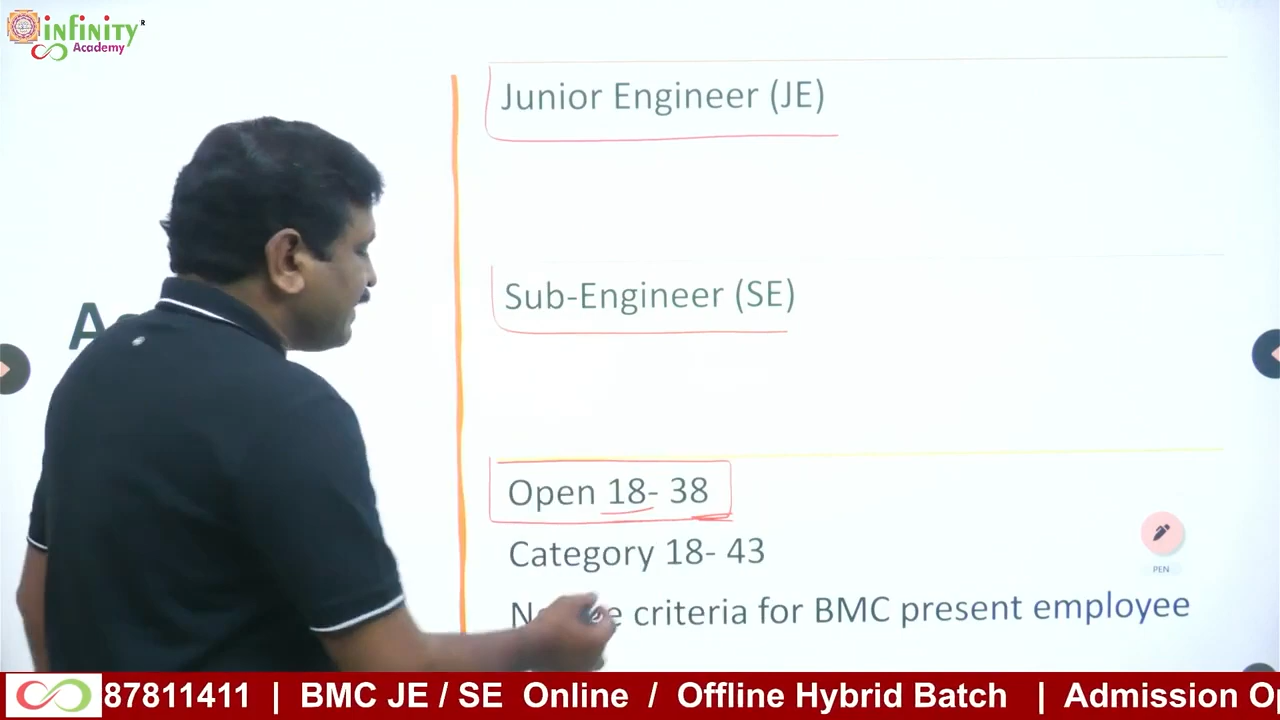 infinity
Academy
Junior Engineer (JE)
Sub-Engineer (SE)
Open 18- 38
Category 18- 43
criteria for BMC present employee
PEN
87811411 | BMC JE / SE Online / Offline Hybrid Batch | Admission